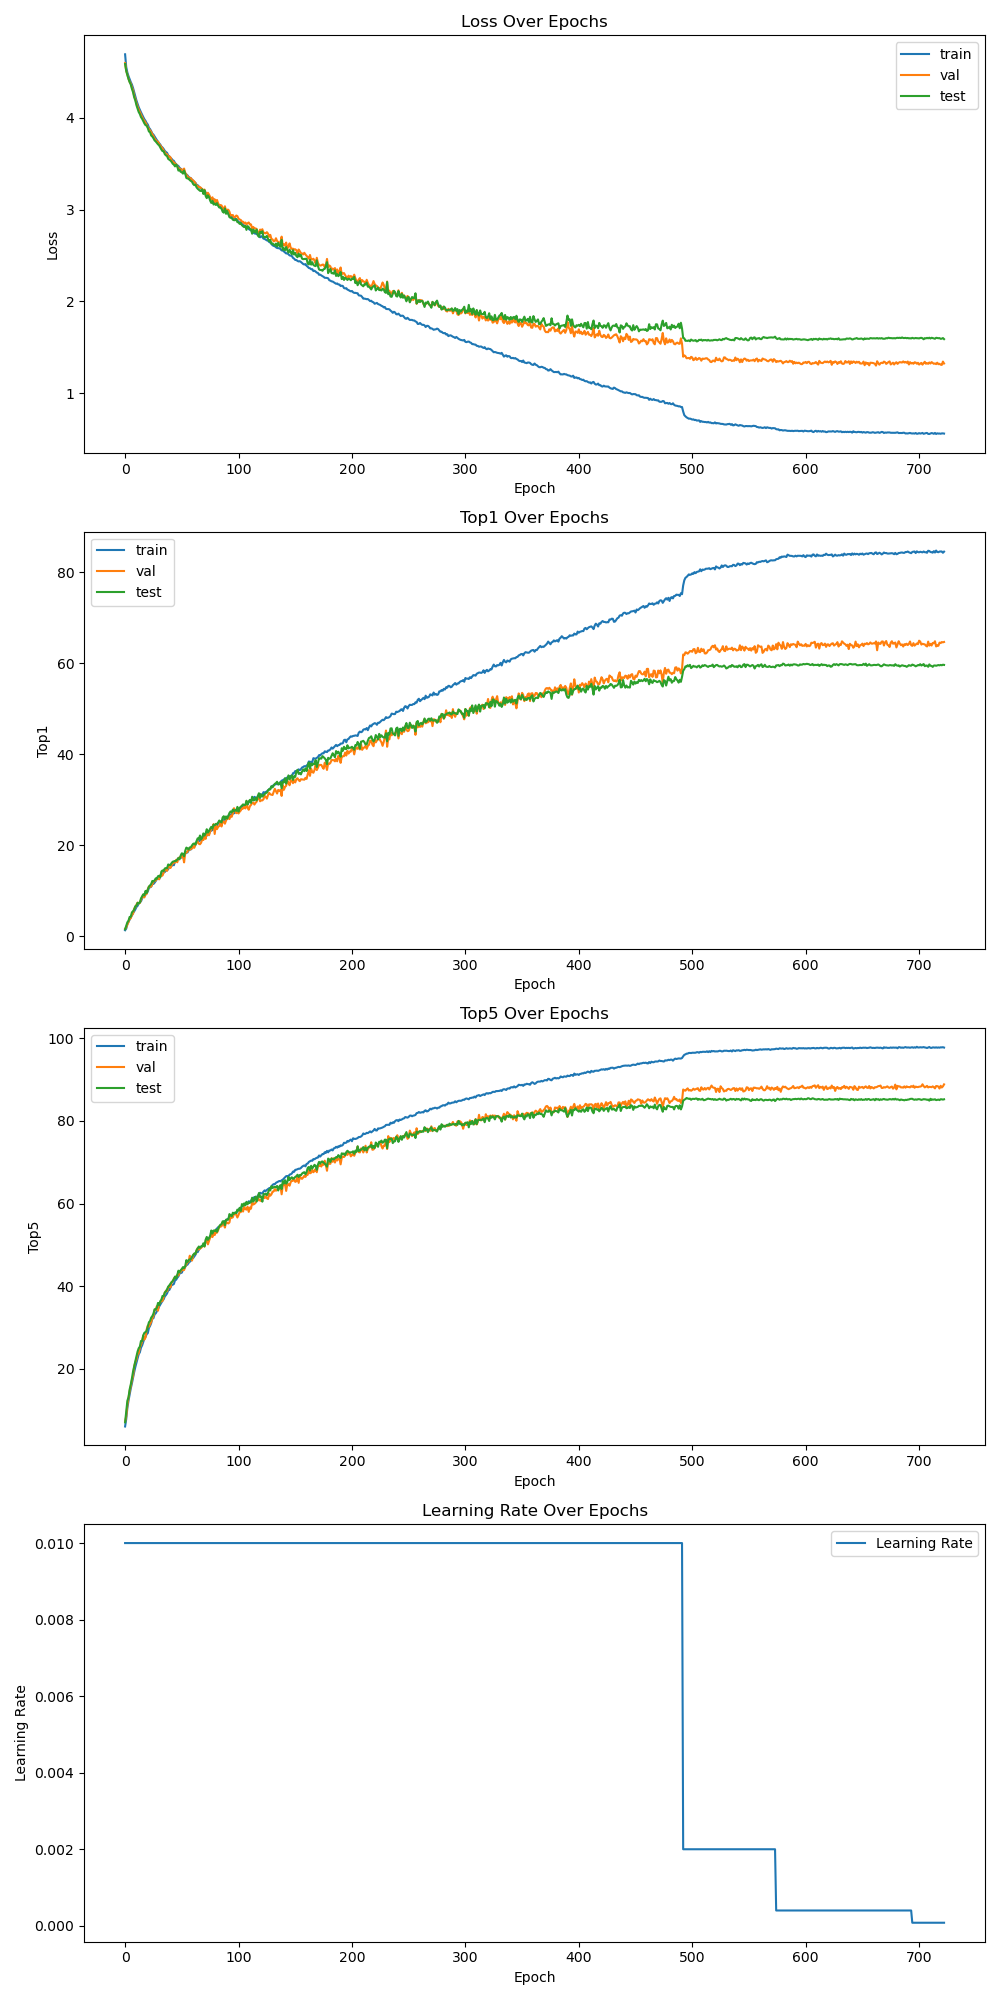 Loss Over Epochs
train
val
test
4
3
2
1
Loss
0 100 200 300 400 500 600 700
Epoch
Top1 Over Epochs
train
val
test
80
60
40
20
0
Top1
0 100 200 300 400 500 600 700
Epoch
Top5 Over Epochs
train
val
test
100
80
60
40
20
Top5
0 100 200 300 400 500 600 700
Epoch
Learning Rate Over Epochs
Learning Rate
0.010
0.008
0.006
0.004
0.002
0.000
Learning Rate
0 100 200 300 400 500 600 700
Epoch